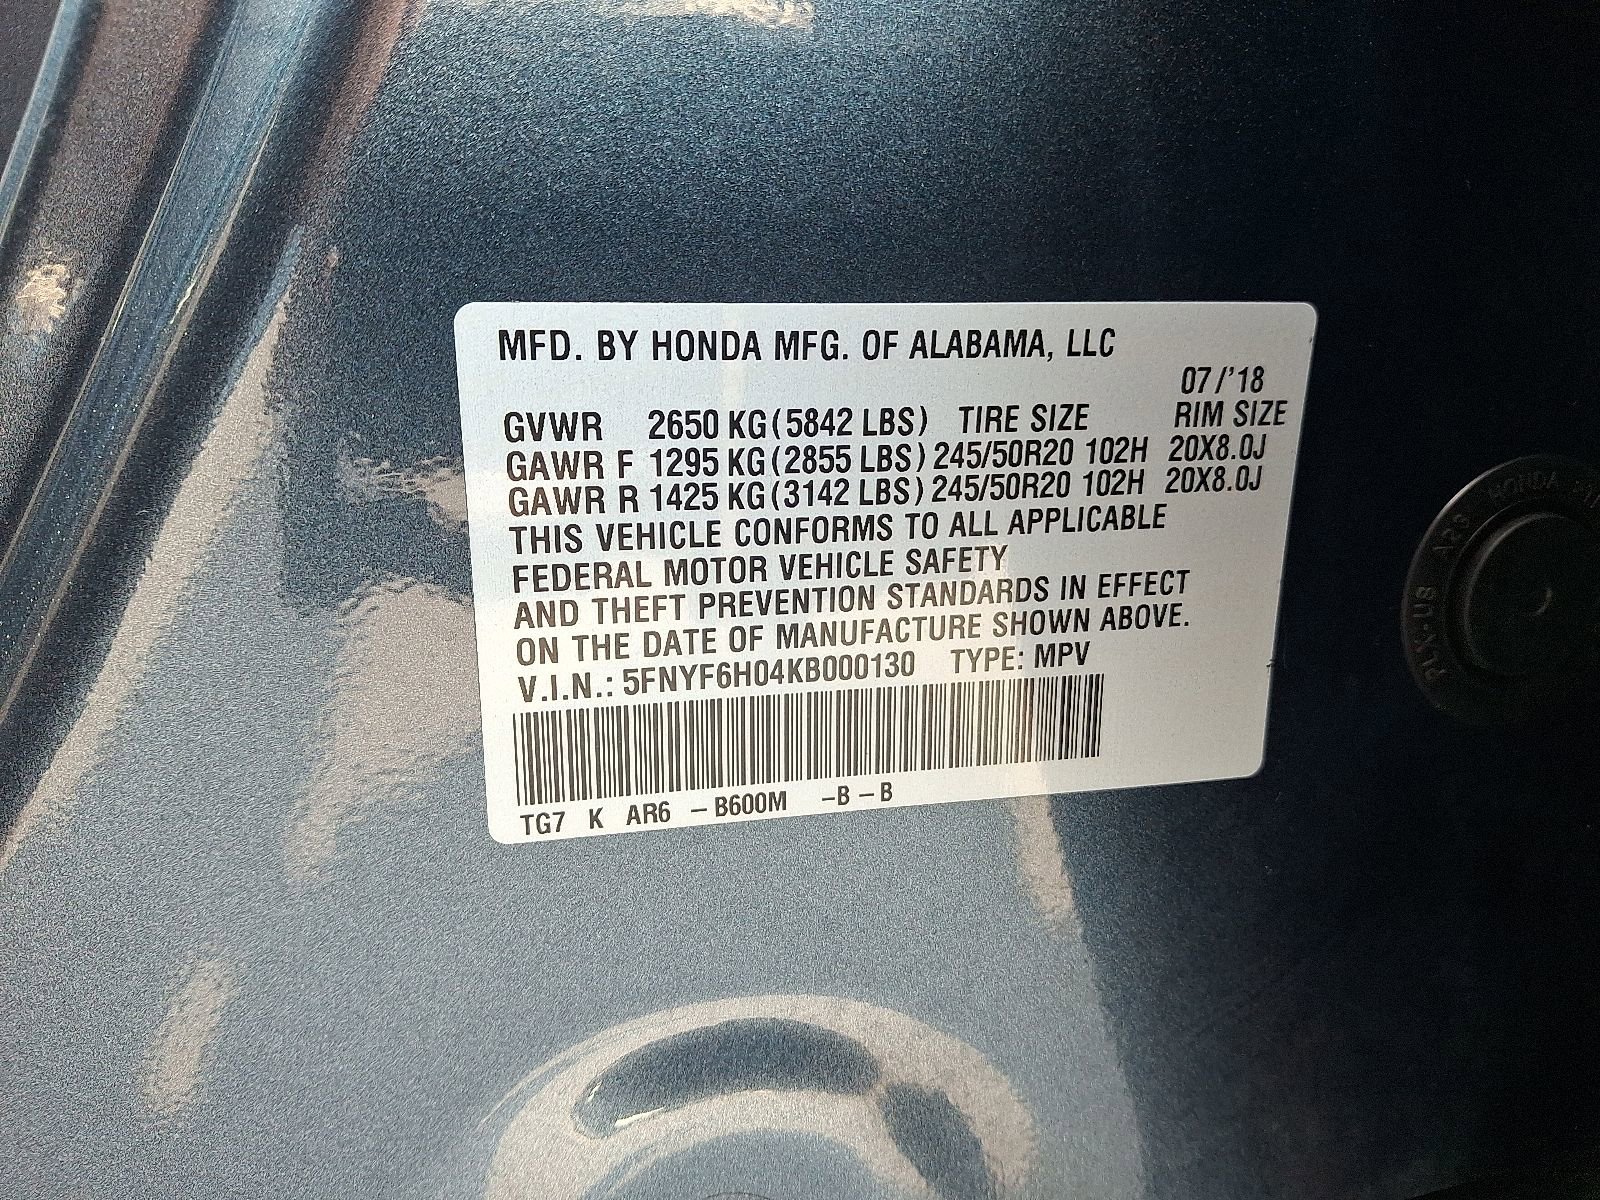 MFD. BY HONDA MFG. OF ALABAMA, LLC
07/'18
GVWR 2650 KG (5842 LBS) TIRE SIZE RIM SIZE
GAWR F 1295 KG (2855 LBS) 245/50R20 102H 20X8.0J
GAWR R 1425 KG (3142 LBS) 245/50R20 102H 20X8.0J
THIS VEHICLE CONFORMS TO ALL APPLICABLE
FEDERAL MOTOR VEHICLE SAFETY
AND THEFT PREVENTION STANDARDS IN EFFECT
ON THE DATE OF MANUFACTURE SHOWN ABOVE.
V.I.N.: 5FNYF6H04KB000130 TYPE: MPV
TG7 K AR6 -B600M -B-B
HONDA
PLX-U8